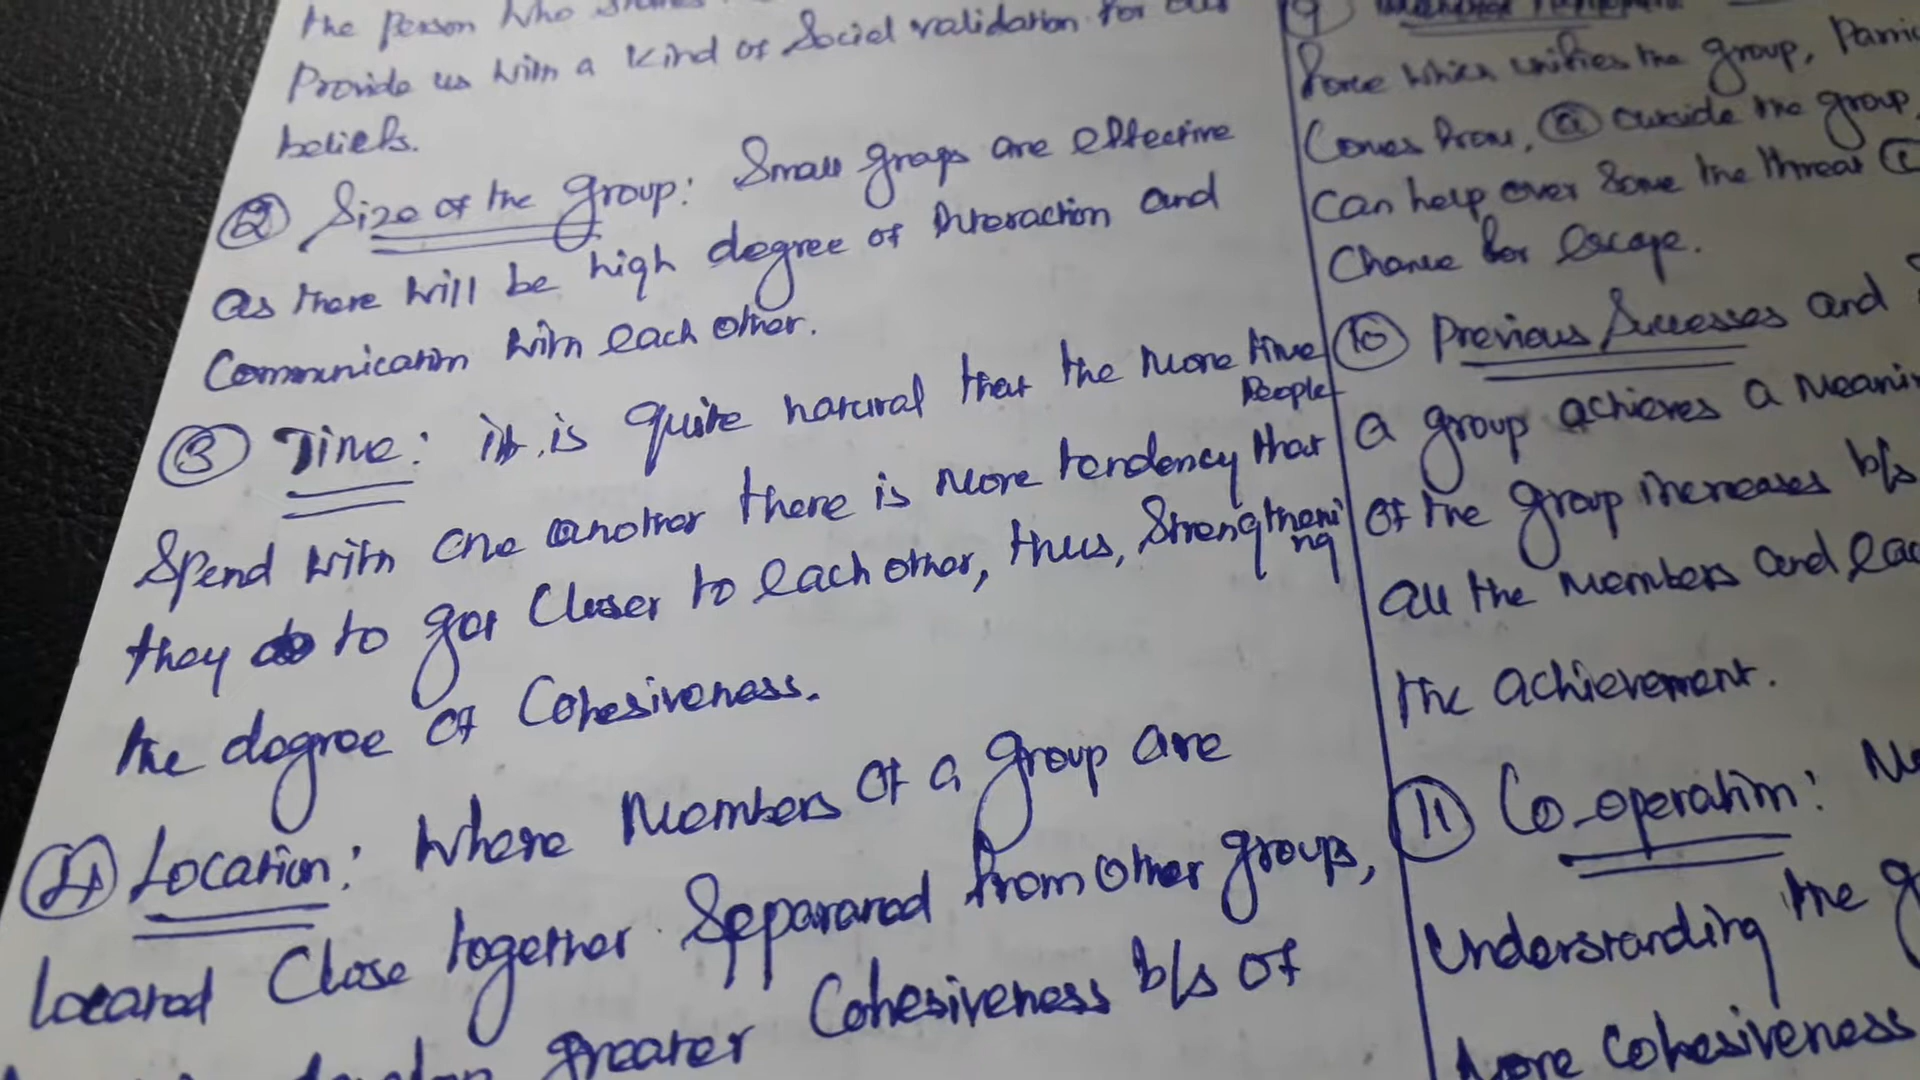 the person who
Provide us with a kind of Social validation for our
beliefs.
② Size of the group: Small groups are effective
as there will be high degree of Interaction and
Communication with each other.
③ Time: it is quite natural that the more time
People
Spend with one another there is more tendency that
they do to get Closer to each other, thus, Strengtheni
ng
the degree of Cohesiveness.
④ Location: Where Members of a group are
located Close together Separated from other groups,
greater Cohesiveness b/s of
⑨
force which unifies the group,
Comes from, ⓐ outside the group,
Can help over Some the threat
Chance for Escape.
⑩ Previous Successes and
a group achieves a
of the group increases b/s
all the members and
the achievement.
⑪ Co-operation:
Understanding the
More Cohesiveness